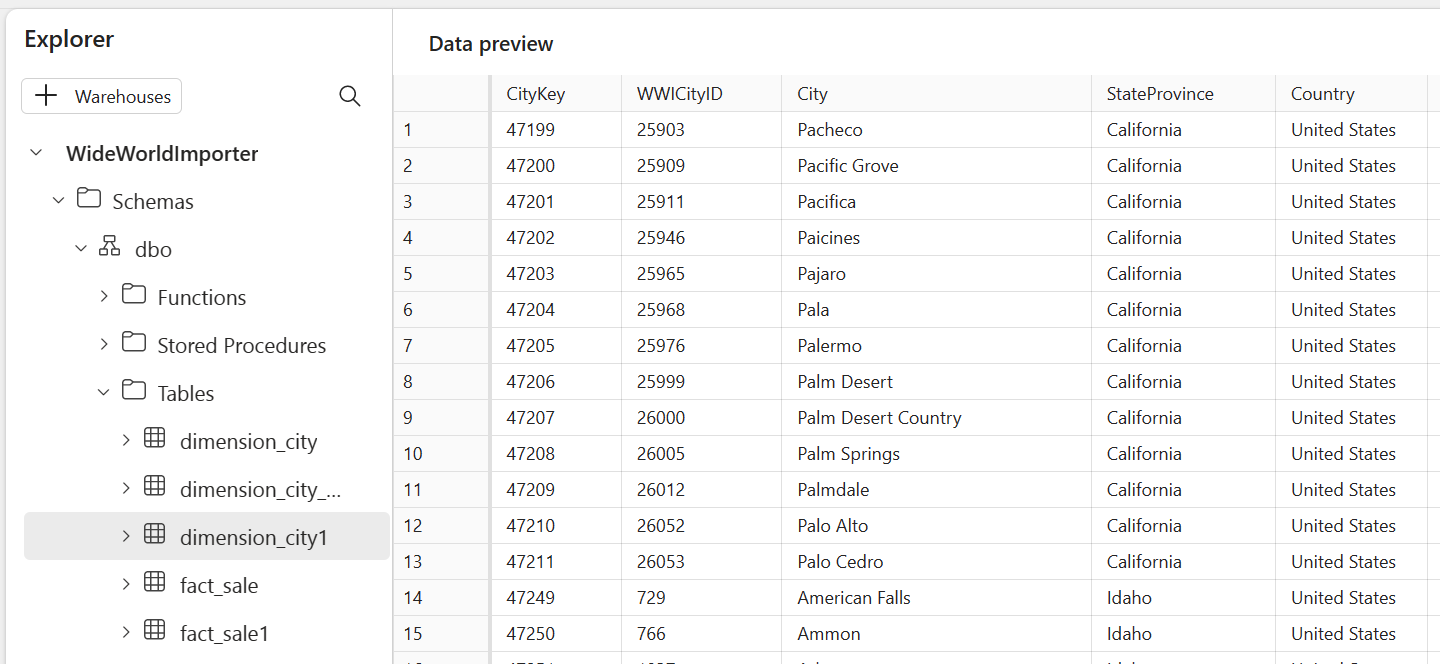 Explorer
Warehouses
WideWorldImporter
Schemas
dbo
Functions
Stored Procedures
Tables
dimension_city
dimension_city_...
dimension_city1
fact_sale
fact_sale1
Data preview
CityKey WWICityID City StateProvince Country
1 47199 25903 Pacheco California United States
2 47200 25909 Pacific Grove California United States
3 47201 25911 Pacifica California United States
4 47202 25946 Paicines California United States
5 47203 25965 Pajaro California United States
6 47204 25968 Pala California United States
7 47205 25976 Palermo California United States
8 47206 25999 Palm Desert California United States
9 47207 26000 Palm Desert Country California United States
10 47208 26005 Palm Springs California United States
11 47209 26012 Palmdale California United States
12 47210 26052 Palo Alto California United States
13 47211 26053 Palo Cedro California United States
14 47249 729 American Falls Idaho United States
15 47250 766 Ammon Idaho United States